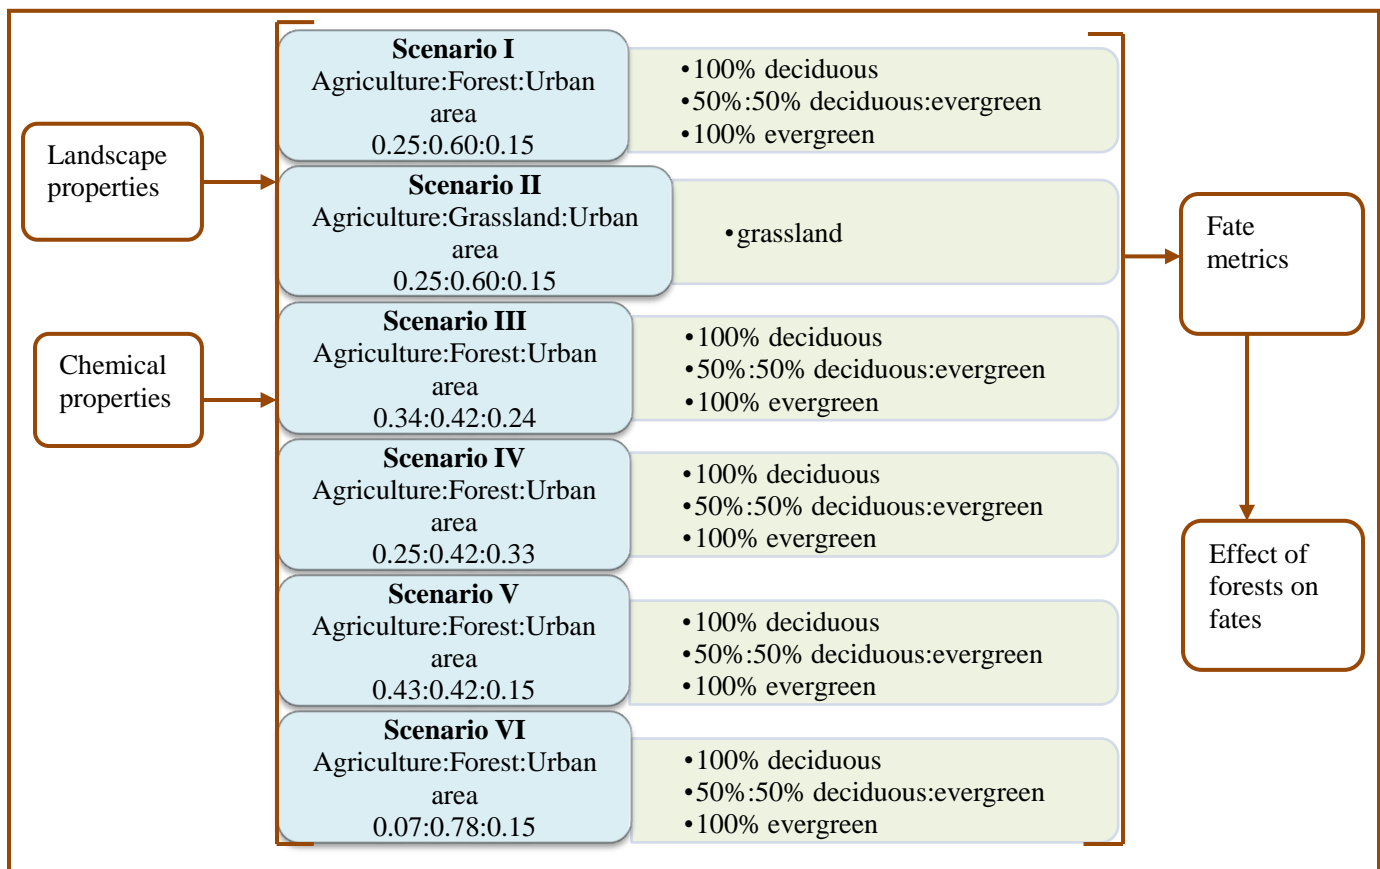 Landscape
properties
Chemical
properties
Scenario I
Agriculture:Forest:Urban
area
0.25:0.60:0.15
•100% deciduous
•50%:50% deciduous:evergreen
•100% evergreen
Scenario II
Agriculture:Grassland:Urban
area
0.25:0.60:0.15
•grassland
Scenario III
Agriculture:Forest:Urban
area
0.34:0.42:0.24
•100% deciduous
•50%:50% deciduous:evergreen
•100% evergreen
Scenario IV
Agriculture:Forest:Urban
area
0.25:0.42:0.33
•100% deciduous
•50%:50% deciduous:evergreen
•100% evergreen
Scenario V
Agriculture:Forest:Urban
area
0.43:0.42:0.15
•100% deciduous
•50%:50% deciduous:evergreen
•100% evergreen
Scenario VI
Agriculture:Forest:Urban
area
0.07:0.78:0.15
•100% deciduous
•50%:50% deciduous:evergreen
•100% evergreen
Fate
metrics
Effect of
forests on
fates